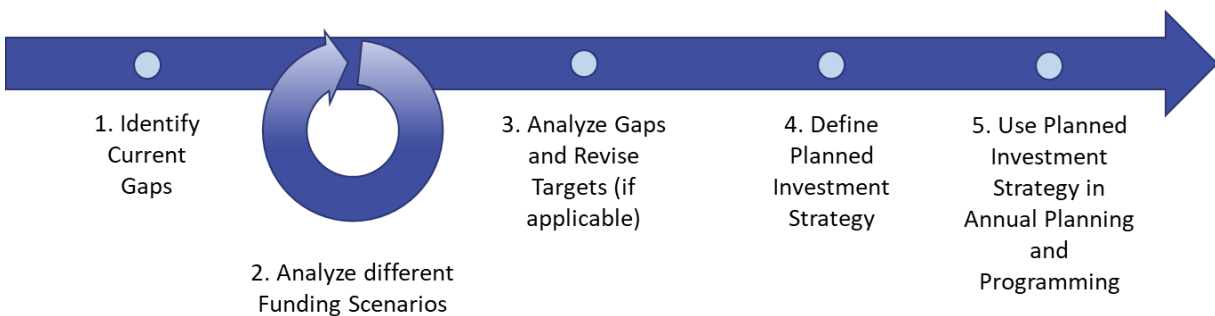 1. Identify
Current
Gaps
2. Analyze different
Funding Scenarios
3. Analyze Gaps
and Revise
Targets (if
applicable)
4. Define
Planned
Investment
Strategy
5. Use Planned
Investment
Strategy in
Annual Planning
and
Programming